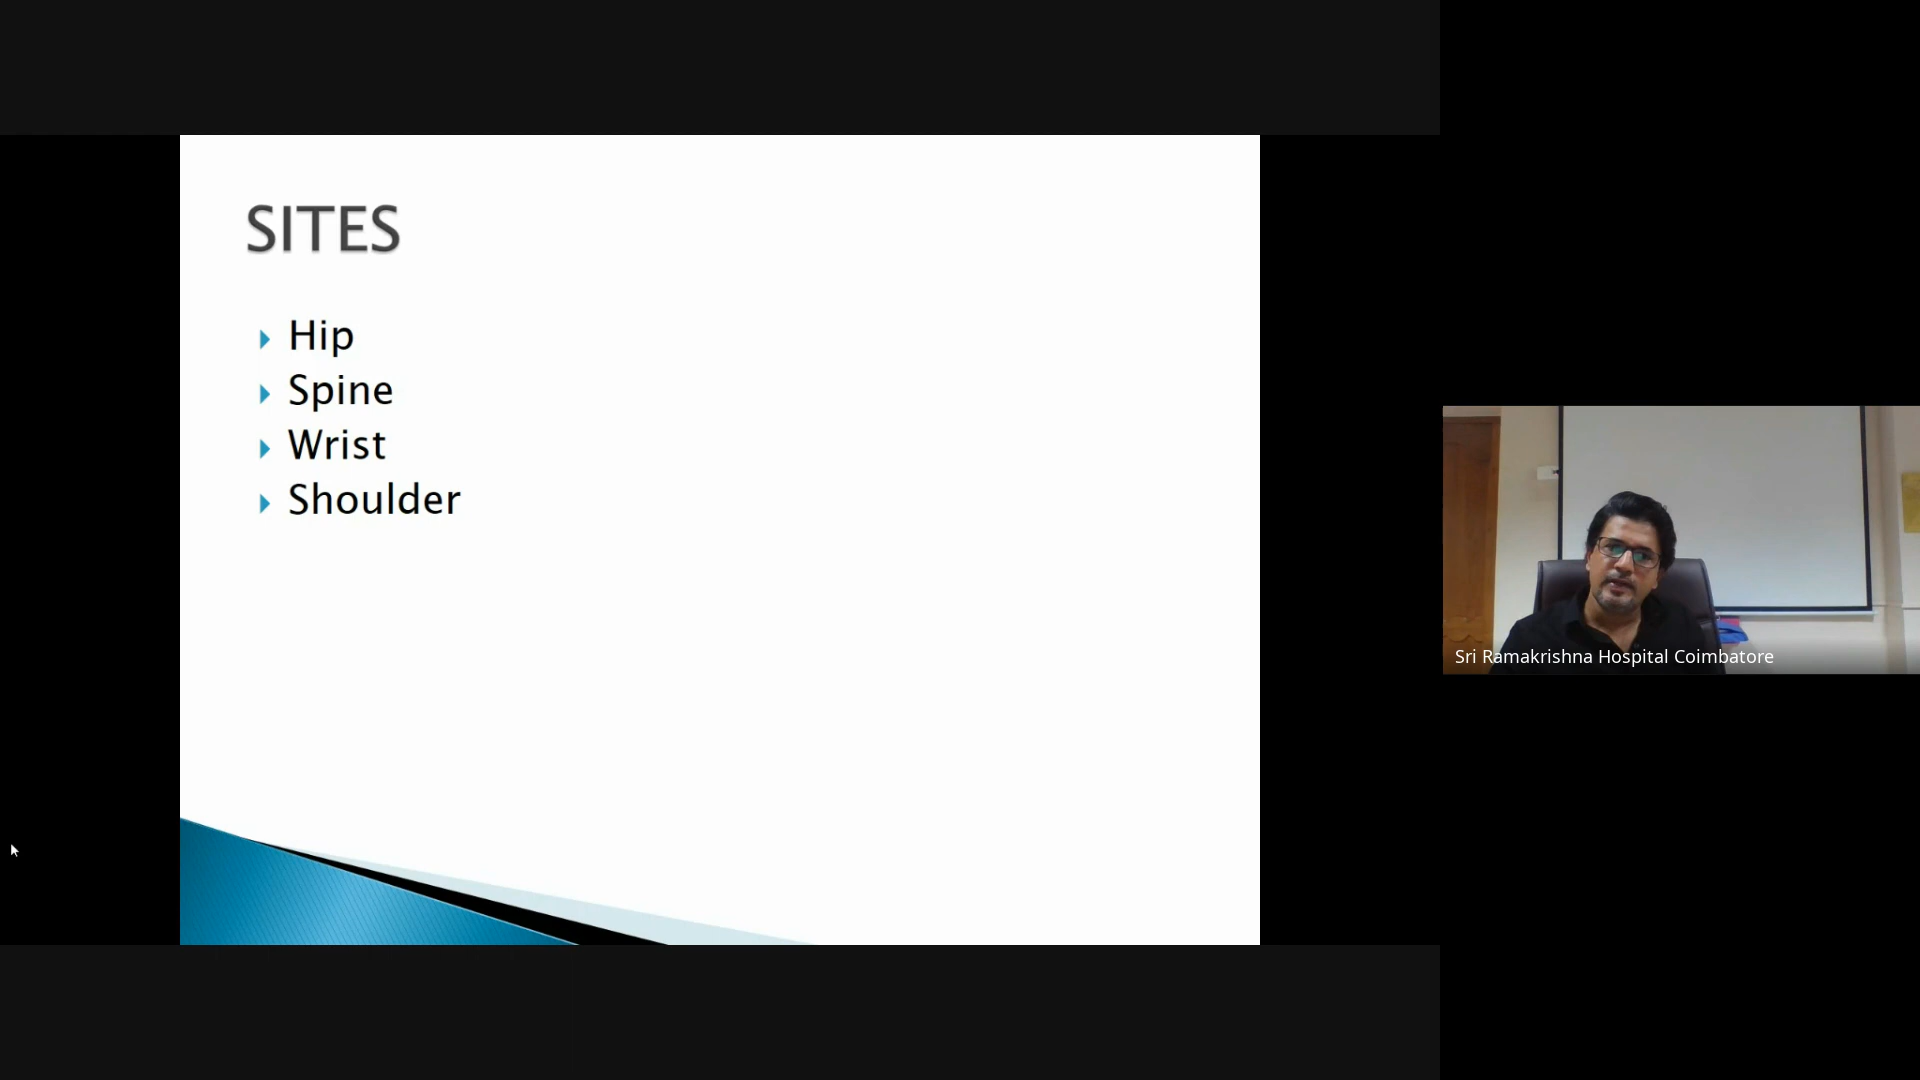 SITES
Hip
Spine
Wrist
Shoulder
Sri Ramakrishna Hospital Coimbatore